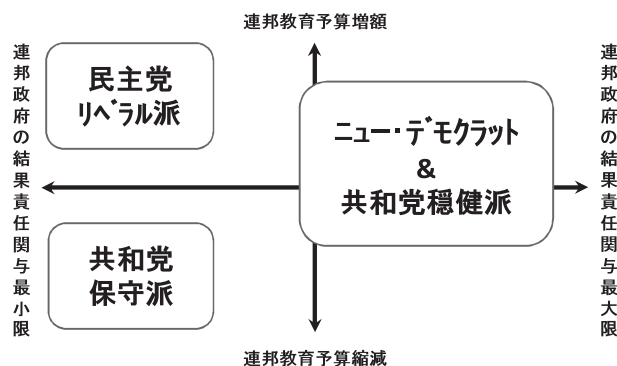 連邦教育予算増額
連邦政府の結果責任関与最小限
民主党
リベラル派
ニュー・デモクラット
&
共和党穏健派
連邦政府の結果責任関与最大限
共和党
保守派
連邦教育予算縮減